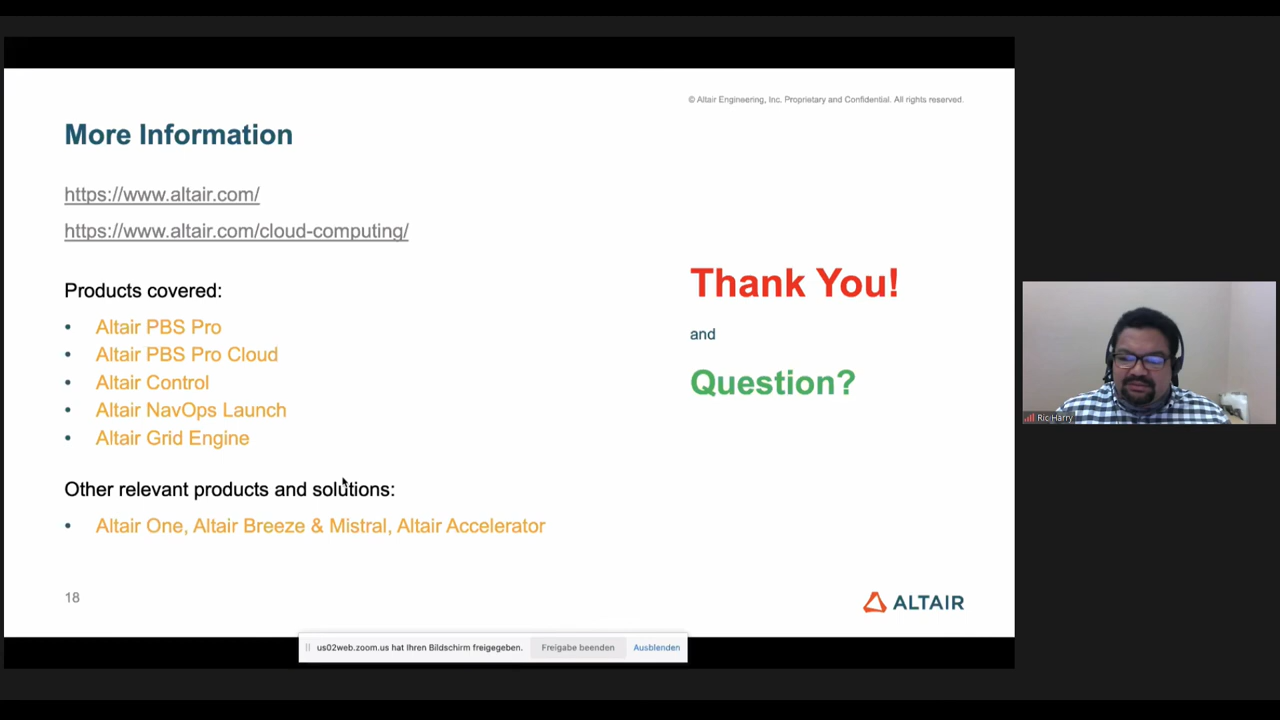 © Altair Engineering, Inc. Proprietary and Confidential. All rights reserved.
More Information
https://www.altair.com/
https://www.altair.com/cloud-computing/
Products covered:
• Altair PBS Pro
• Altair PBS Pro Cloud
• Altair Control
• Altair NavOps Launch
• Altair Grid Engine
Other relevant products and solutions:
• Altair One, Altair Breeze & Mistral, Altair Accelerator
Thank You!
and
Question?
18
ALTAIR
us02web.zoom.us hat Ihren Bildschirm freigegeben.
Freigabe beenden
Ausblenden
Ric Harry